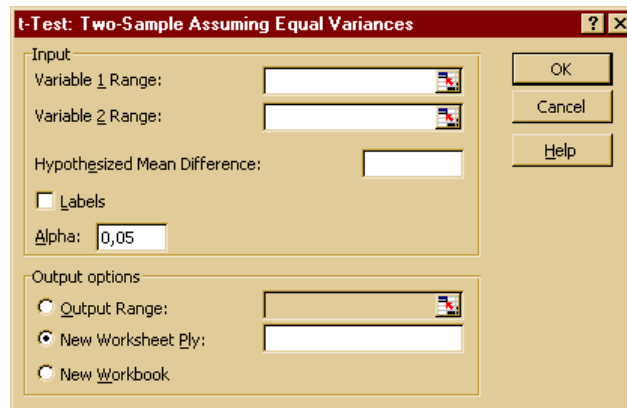 t-Test: Two-Sample Assuming Equal Variances
Input
Variable 1 Range:
Variable 2 Range:
Hypothesized Mean Difference:
Labels
Alpha: 0,05
OK
Cancel
Help
Output options
Output Range:
New Worksheet Ply:
New Workbook